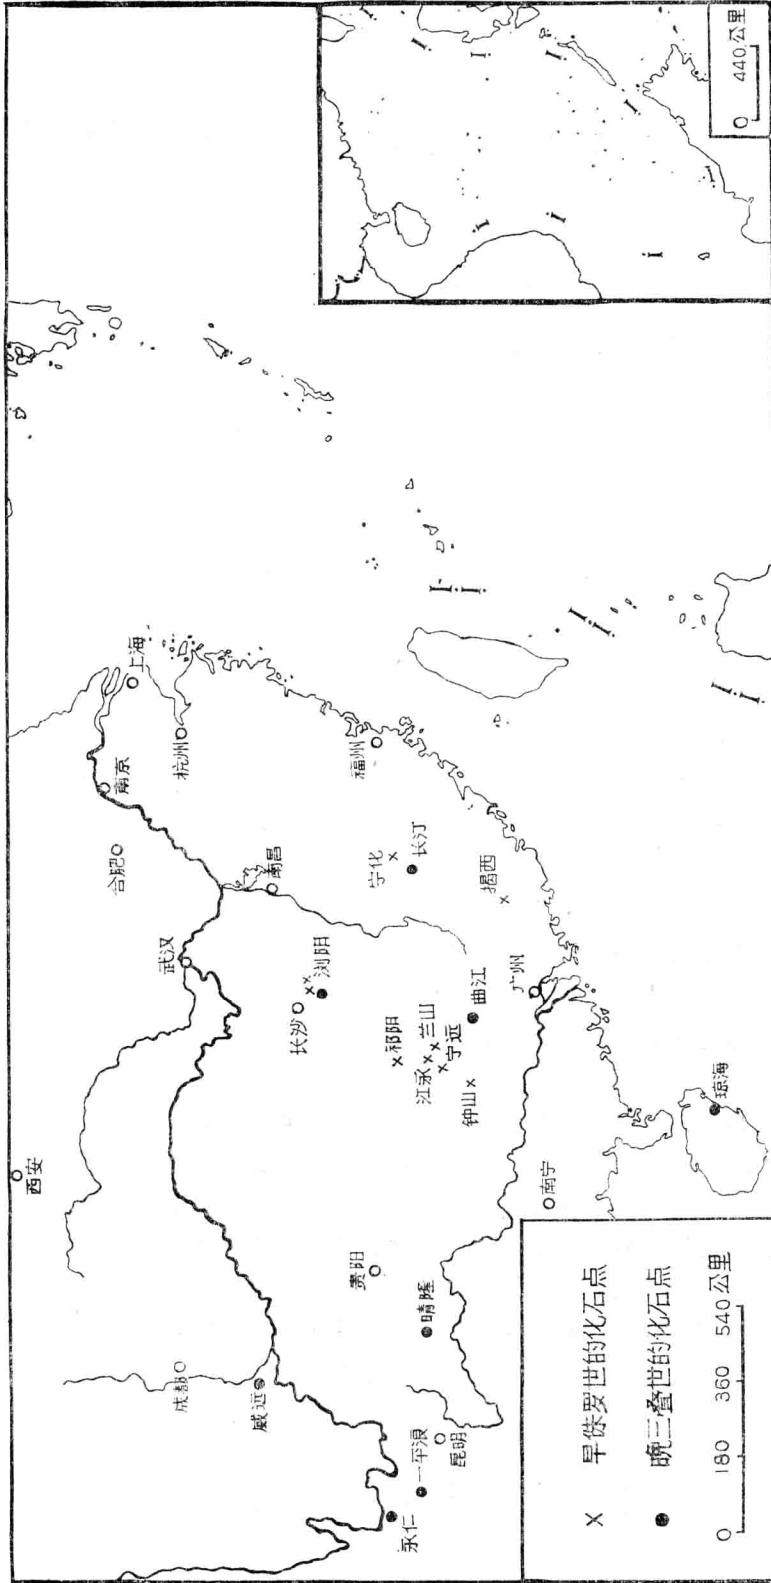 西安
上海
南京
杭州
合肥
武汉
南昌
成都
威远
长沙
浏阳
福州
宁化
长汀
贵阳
祁阳
江永
兰山
宁远
永仁
一平浪
晴隆
昆明
钟山
曲江
揭西
广州
南宁
琼海
× 早侏罗世的化石点
● 晚三叠世的化石点
0 180 360 540 公里
0 440 公里